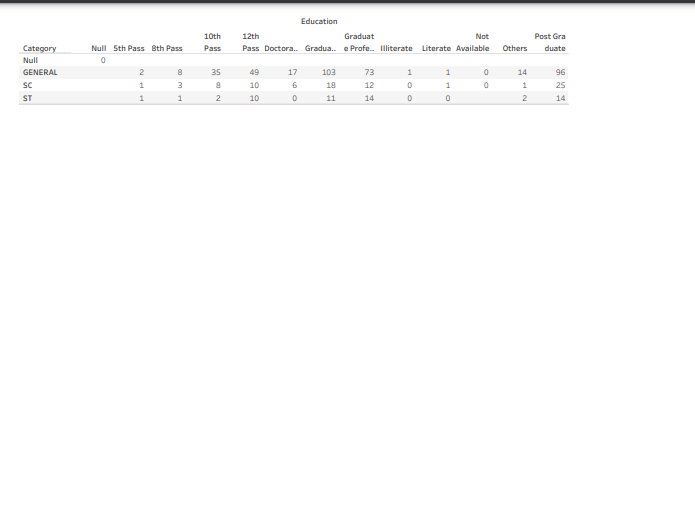 Education
Category Null 5th Pass 8th Pass 10th Pass 12th Pass Doctora.. Gradua.. Graduat e Profe.. Illiterate Literate Not Available Others Post Gra duate
Null 0
GENERAL 2 8 35 49 17 103 73 1 1 0 14 96
SC 1 3 8 10 6 18 12 0 1 0 1 25
ST 1 1 2 10 0 11 14 0 0 2 14